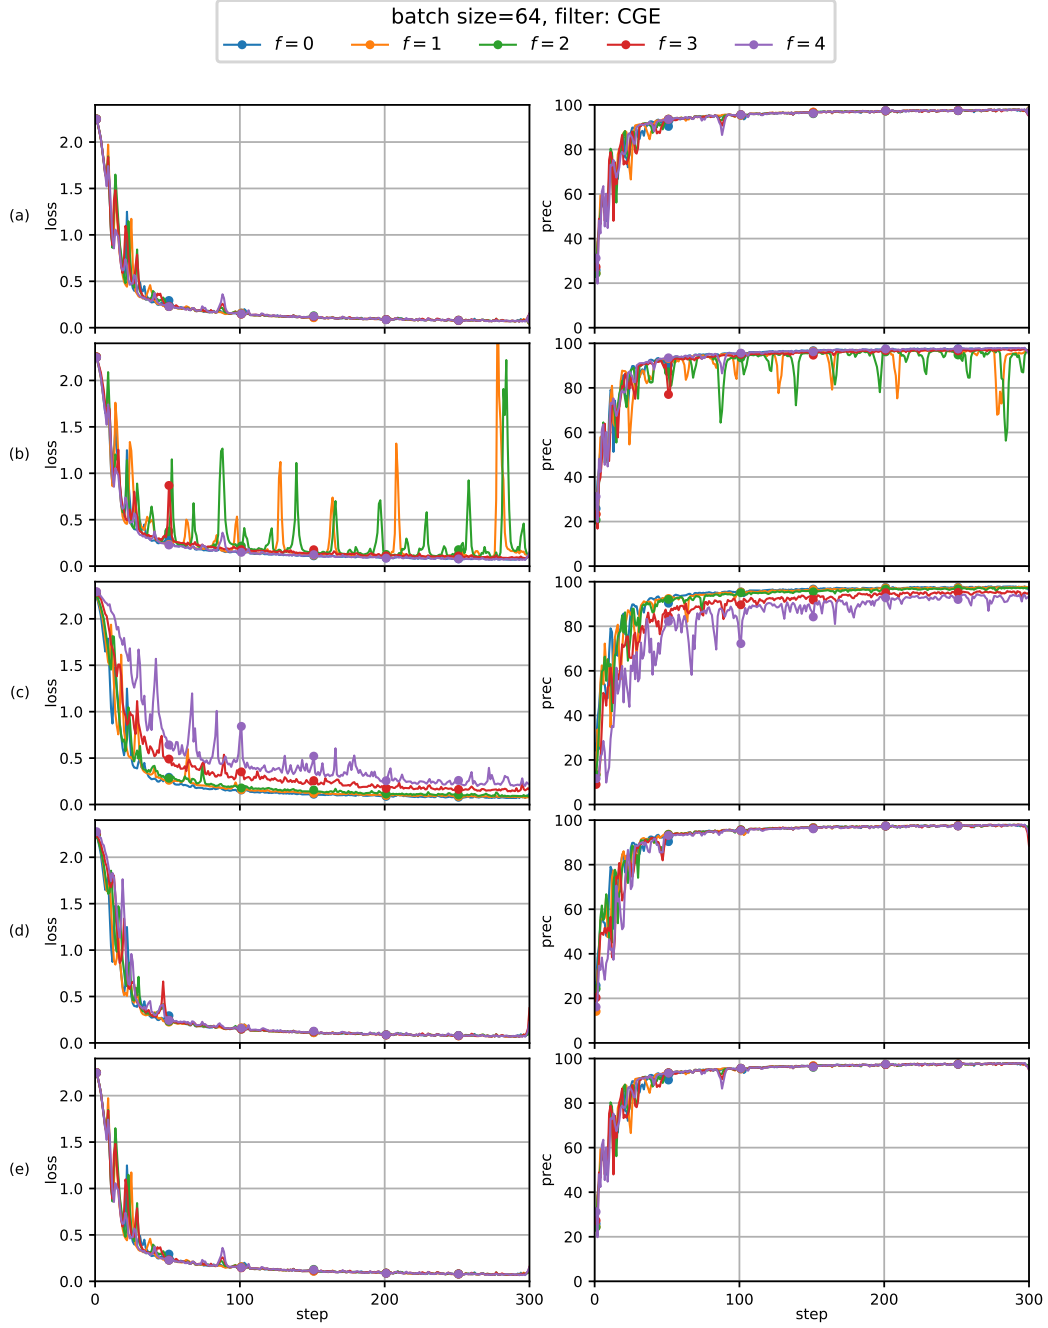 batch size=64, filter: CGE
f = 0 f = 1 f = 2 f = 3 f = 4
(a)
loss
0.0 0.5 1.0 1.5 2.0
prec
0 20 40 60 80 100
(b)
loss
0.0 0.5 1.0 1.5 2.0
prec
0 20 40 60 80 100
(c)
loss
0.0 0.5 1.0 1.5 2.0
prec
0 20 40 60 80 100
(d)
loss
0.0 0.5 1.0 1.5 2.0
prec
0 20 40 60 80 100
(e)
loss
0.0 0.5 1.0 1.5 2.0
0 100 200 300
step
prec
0 20 40 60 80 100
0 100 200 300
step